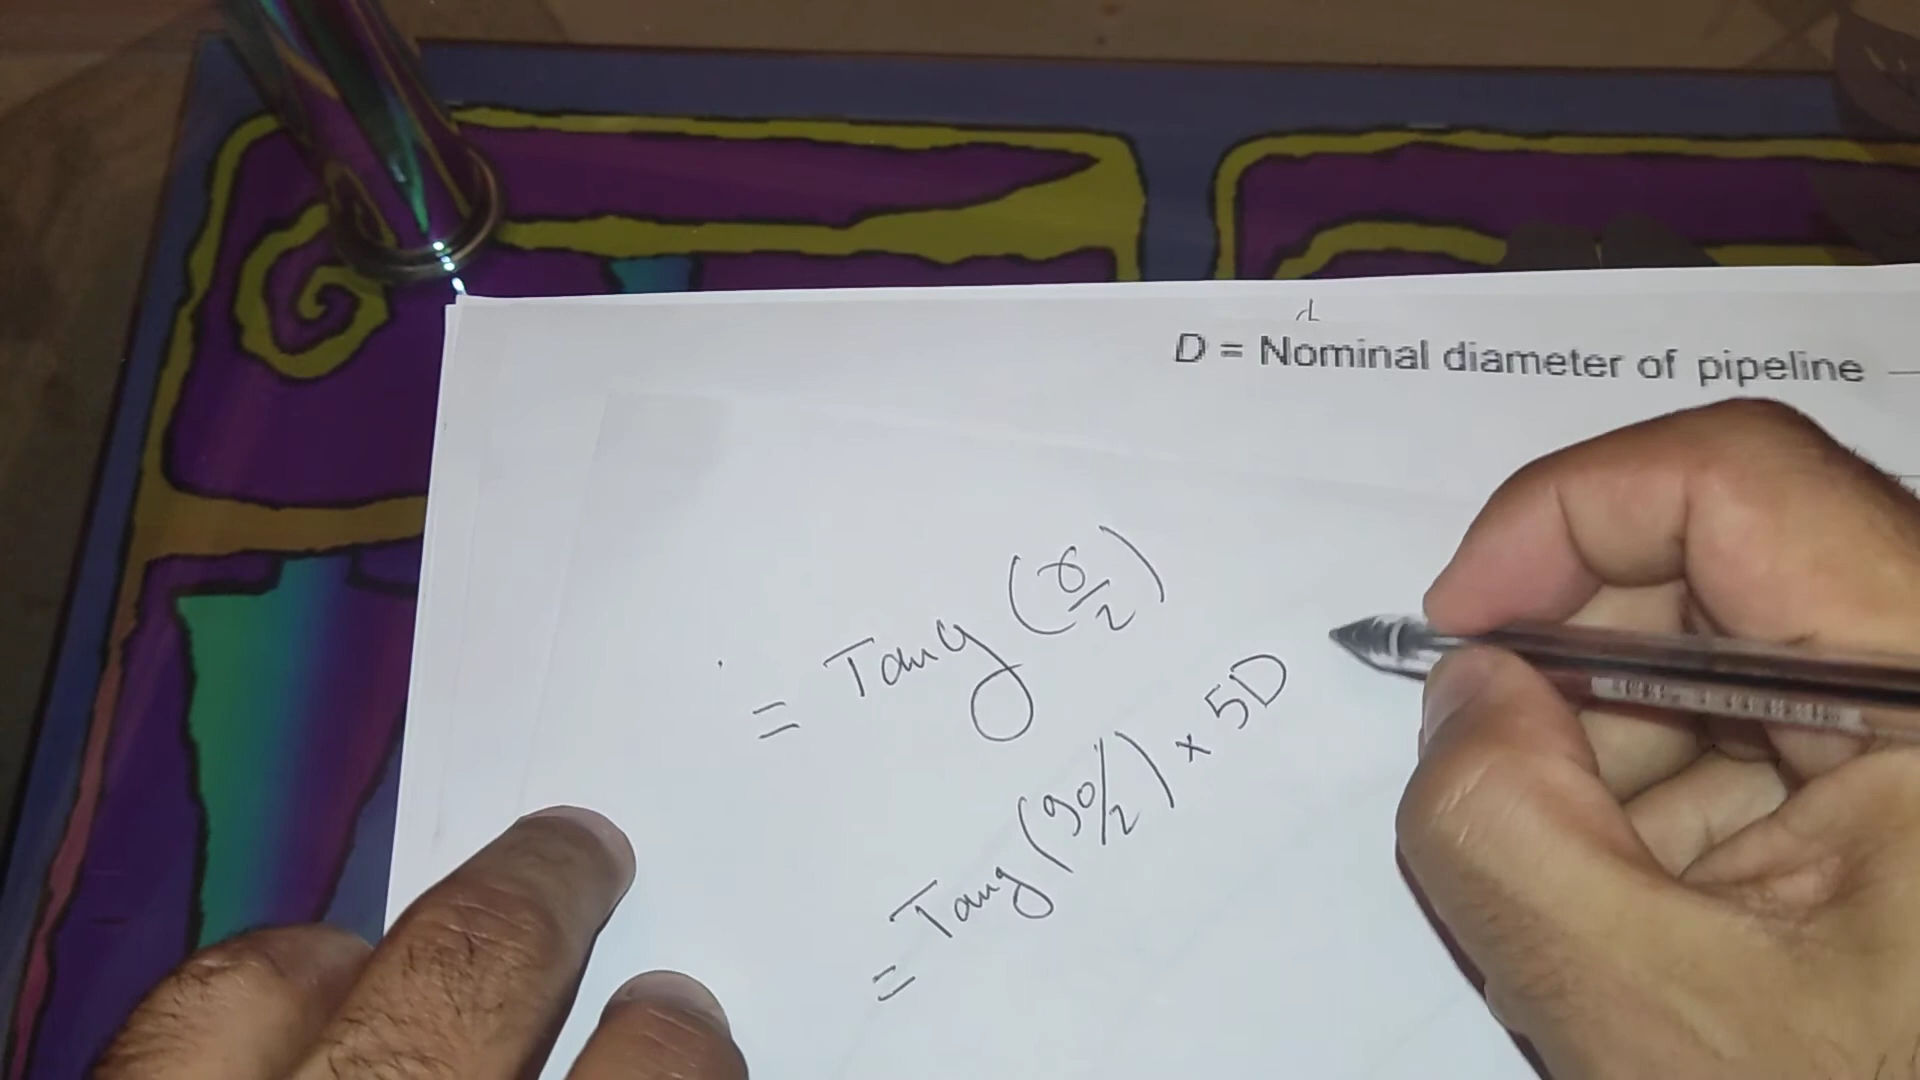 D = Nominal diameter of pipeline
= Tang (γ/2)
= Tang (90/2) × 5D